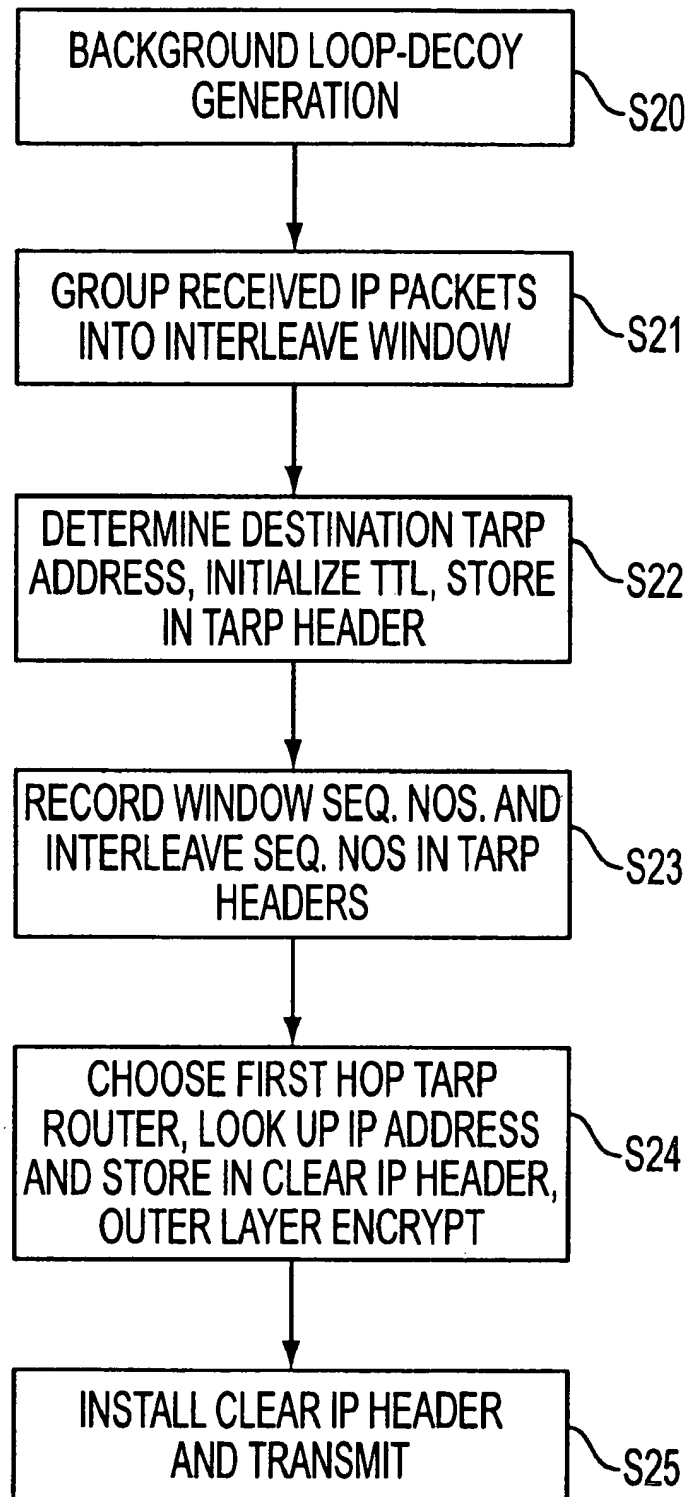 BACKGROUND LOOP-DECOY
GENERATION
S20
GROUP RECEIVED IP PACKETS
INTO INTERLEAVE WINDOW
S21
DETERMINE DESTINATION TARP
ADDRESS, INITIALIZE TTL, STORE
IN TARP HEADER
S22
RECORD WINDOW SEQ. NOS. AND
INTERLEAVE SEQ. NOS IN TARP
HEADERS
S23
CHOOSE FIRST HOP TARP
ROUTER, LOOK UP IP ADDRESS
AND STORE IN CLEAR IP HEADER,
OUTER LAYER ENCRYPT
S24
INSTALL CLEAR IP HEADER
AND TRANSMIT
S25